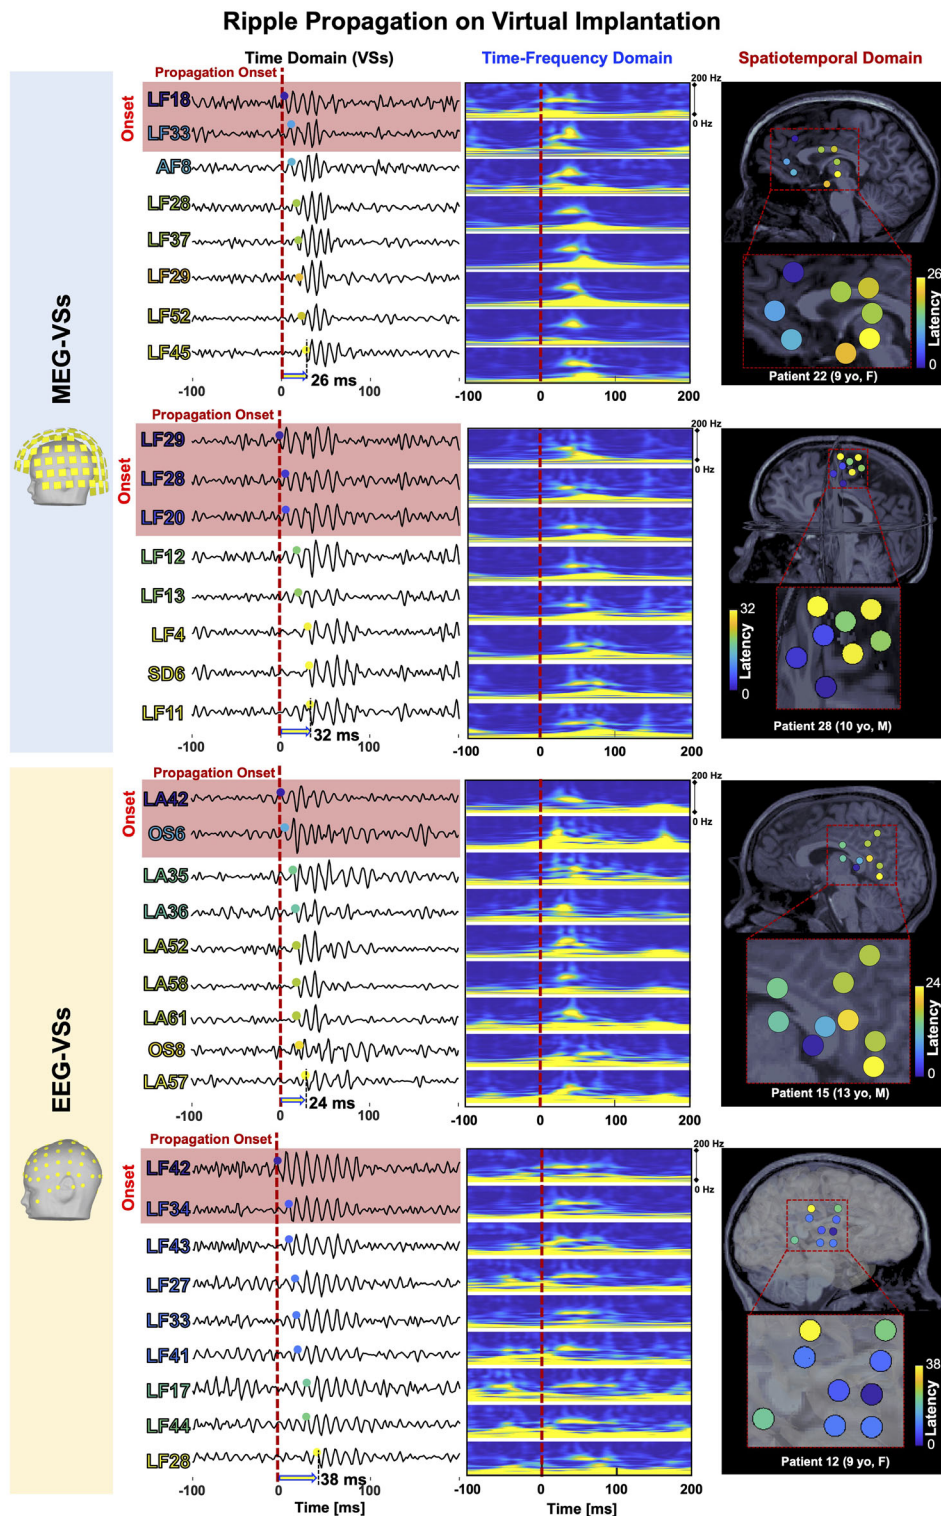 Ripple Propagation on Virtual Implantation
Time Domain (VSs)
Time-Frequency Domain
Spatiotemporal Domain
MEG-VSs
Propagation Onset
Onset
LF18
LF33
AF8
LF28
LF37
LF29
LF52
LF45
26 ms
-100 0 100
200 Hz
0 Hz
-100 0 100 200
26
Latency
0
Patient 22 (9 yo, F)
Propagation Onset
Onset
LF29
LF28
LF20
LF12
LF13
LF4
SD6
LF11
32 ms
-100 0 100
200 Hz
0 Hz
-100 0 100 200
32
Latency
0
Patient 28 (10 yo, M)
EEG-VSs
Propagation Onset
Onset
LA42
OS6
LA35
LA36
LA52
LA58
LA61
OS8
LA57
24 ms
-100 0 100
200 Hz
0 Hz
-100 0 100 200
24
Latency
0
Patient 15 (13 yo, M)
Propagation Onset
Onset
LF42
LF34
LF43
LF27
LF33
LF41
LF17
LF44
LF28
38 ms
-100 0 100
Time [ms]
200 Hz
0 Hz
-100 0 100 200
Time [ms]
38
Latency
0
Patient 12 (9 yo, F)